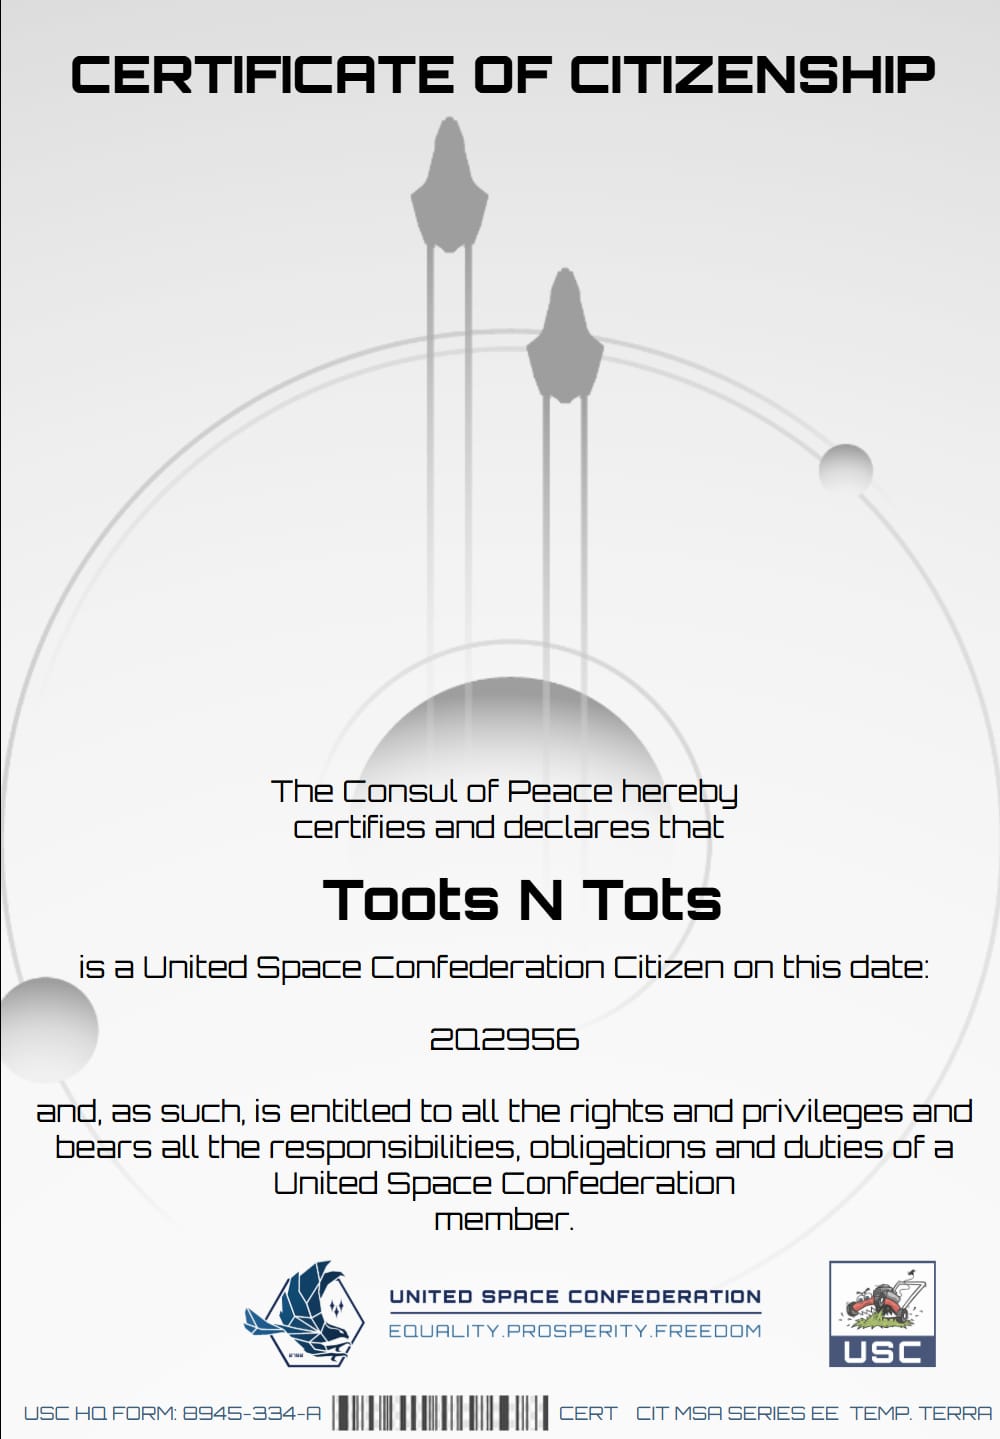 CERTIFICATE OF CITIZENSHIP
The Consul of Peace hereby
certifies and declares that
Toots N Tots
is a United Space Confederation Citizen on this date:
2Q2956
and, as such, is entitled to all the rights and privileges and
bears all the responsibilities, obligations and duties of a
United Space Confederation
member.
UNITED SPACE CONFEDERATION
EQUALITY.PROSPERITY.FREEDOM
USC
USC HQ FORM: 8945-334-A CERT CIT MSA SERIES EE TEMP. TERRA